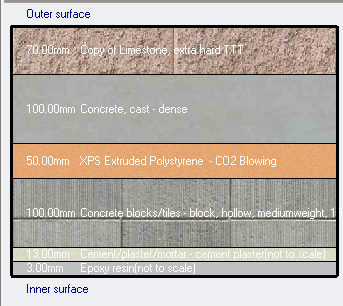 Outer surface
70.00mm Copy of Limestone, extra hard TTT
100.00mm Concrete, cast - dense
50.00mm XPS Extruded Polystyrene - CO2 Blowing
100.00mm Concrete blocks/tiles - block, hollow, mediumweight, 1
13.00mm Cement/plaster/mortar - cement plaster(not to scale)
3.00mm Epoxy resin(not to scale)
Inner surface